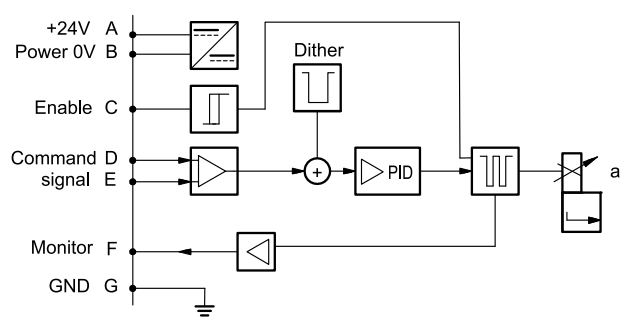 +24V A
Power 0V B
Dither
Enable C
Command D
signal E
+
PID
a
Monitor F
GND G